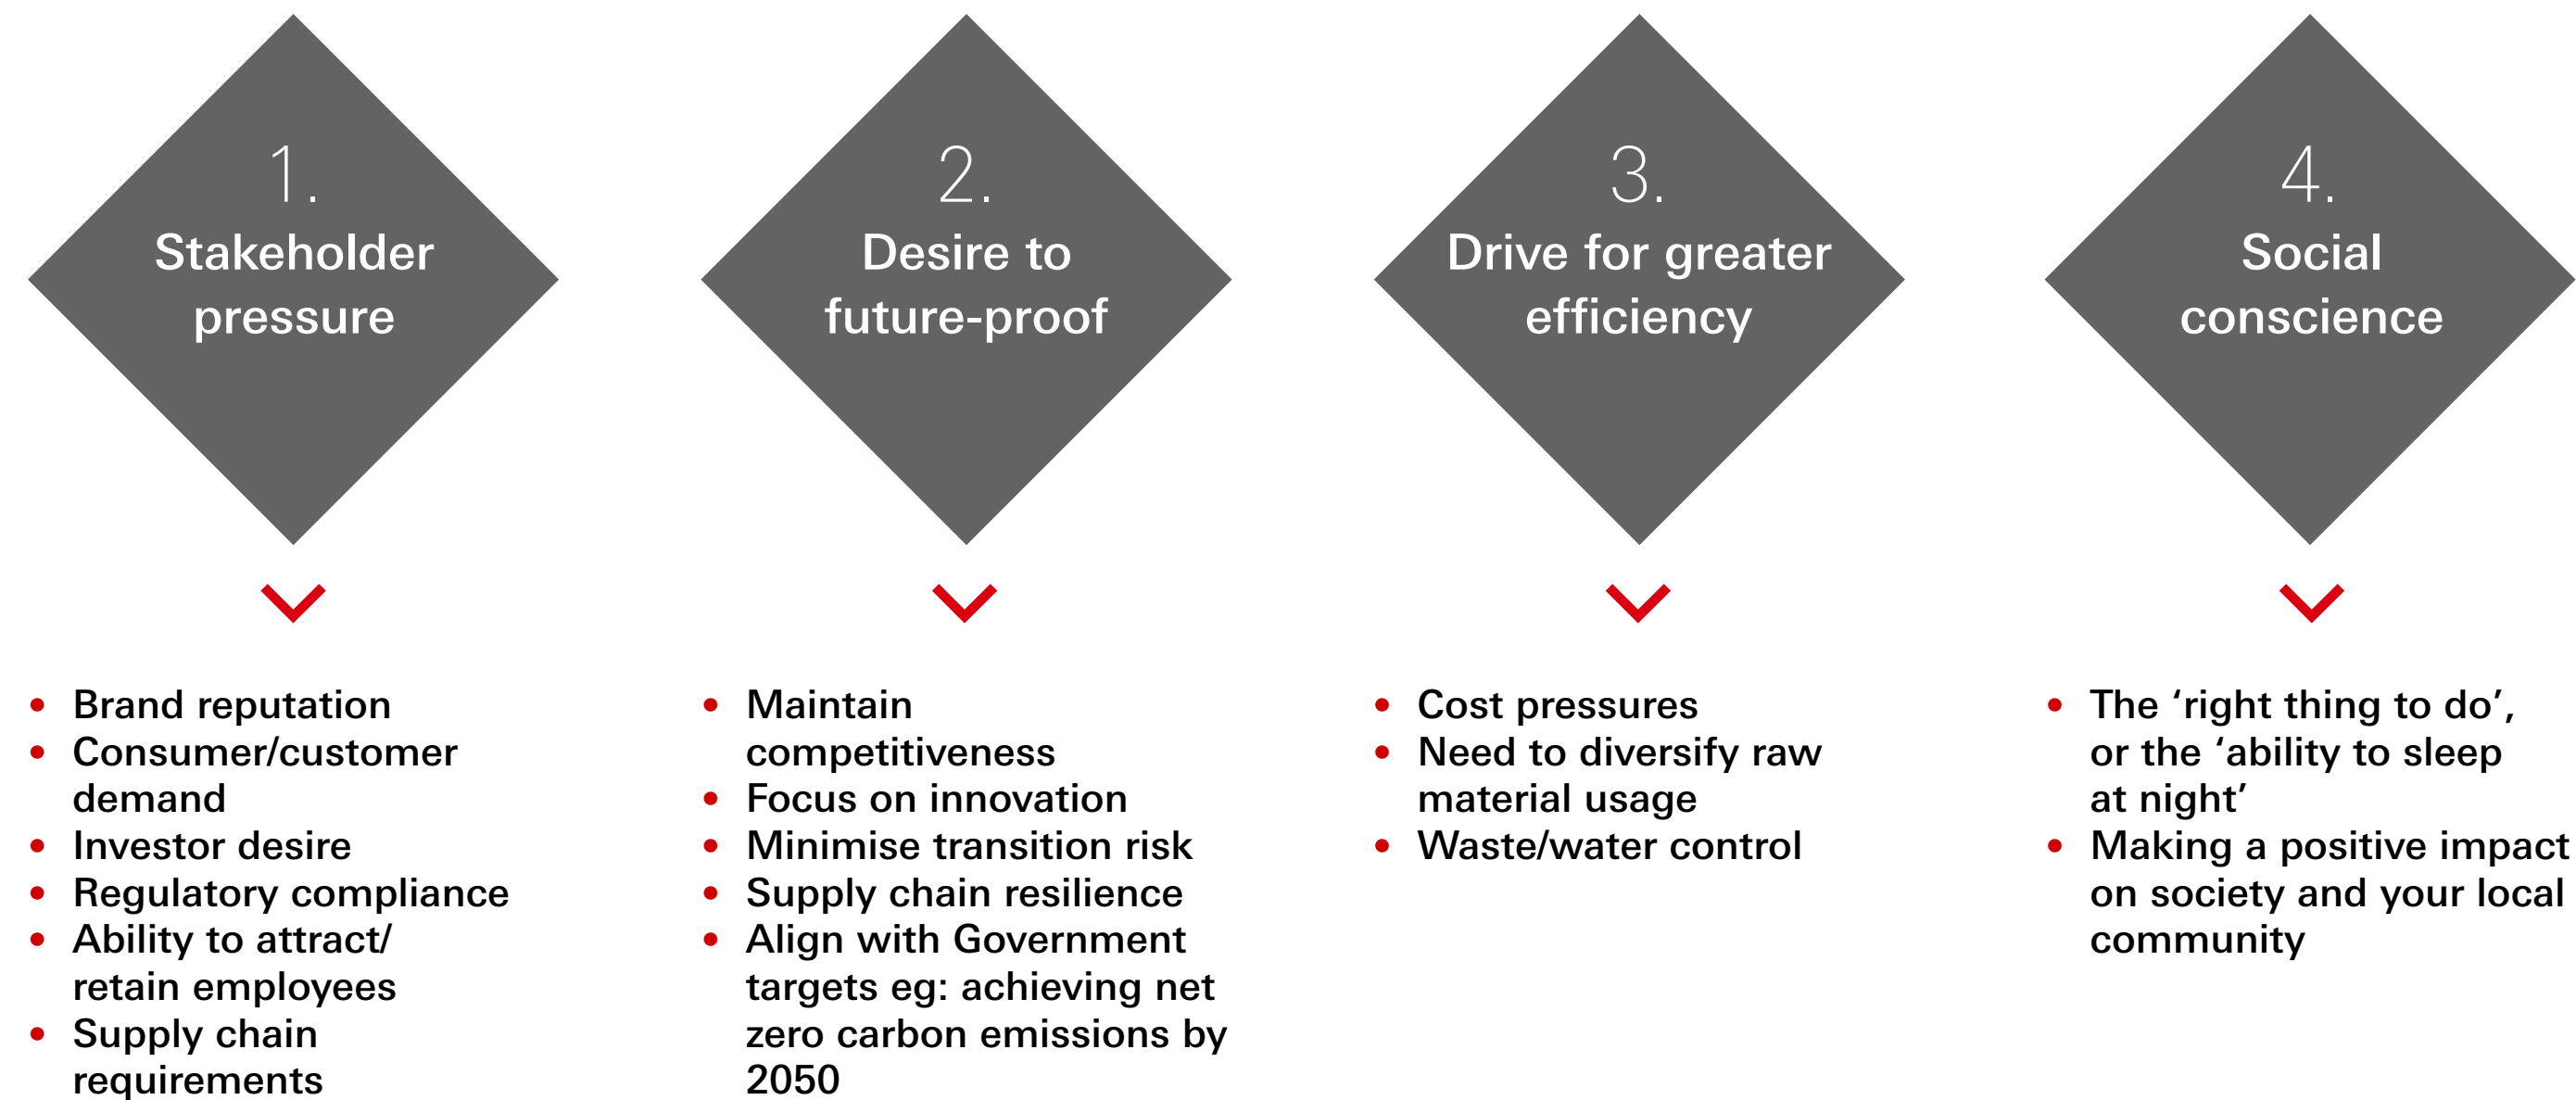 1.
Stakeholder
pressure
• Brand reputation
• Consumer/customer
demand
• Investor desire
• Regulatory compliance
• Ability to attract/
retain employees
• Supply chain
requirements
2.
Desire to
future-proof
• Maintain
competitiveness
• Focus on innovation
• Minimise transition risk
• Supply chain resilience
• Align with Government
targets eg: achieving net
zero carbon emissions by
2050
3.
Drive for greater
efficiency
• Cost pressures
• Need to diversify raw
material usage
• Waste/water control
4.
Social
conscience
• The ‘right thing to do’,
or the ‘ability to sleep
at night’
• Making a positive impact
on society and your local
community